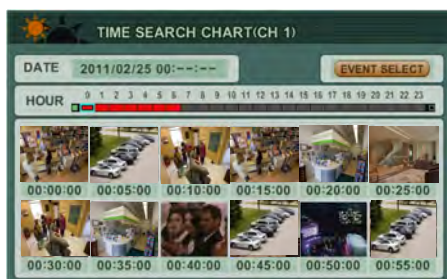 TIME SEARCH CHART(CH 1)
DATE 2011/02/25 00:--:-- EVENT SELECT
HOUR 0 1 2 3 4 5 6 7 8 9 10 11 12 13 14 15 16 17 18 19 20 21 22 23
00:00:00 00:05:00 00:10:00 00:15:00 00:20:00 00:25:00
00:30:00 00:35:00 00:40:00 00:45:00 00:50:00 00:55:00